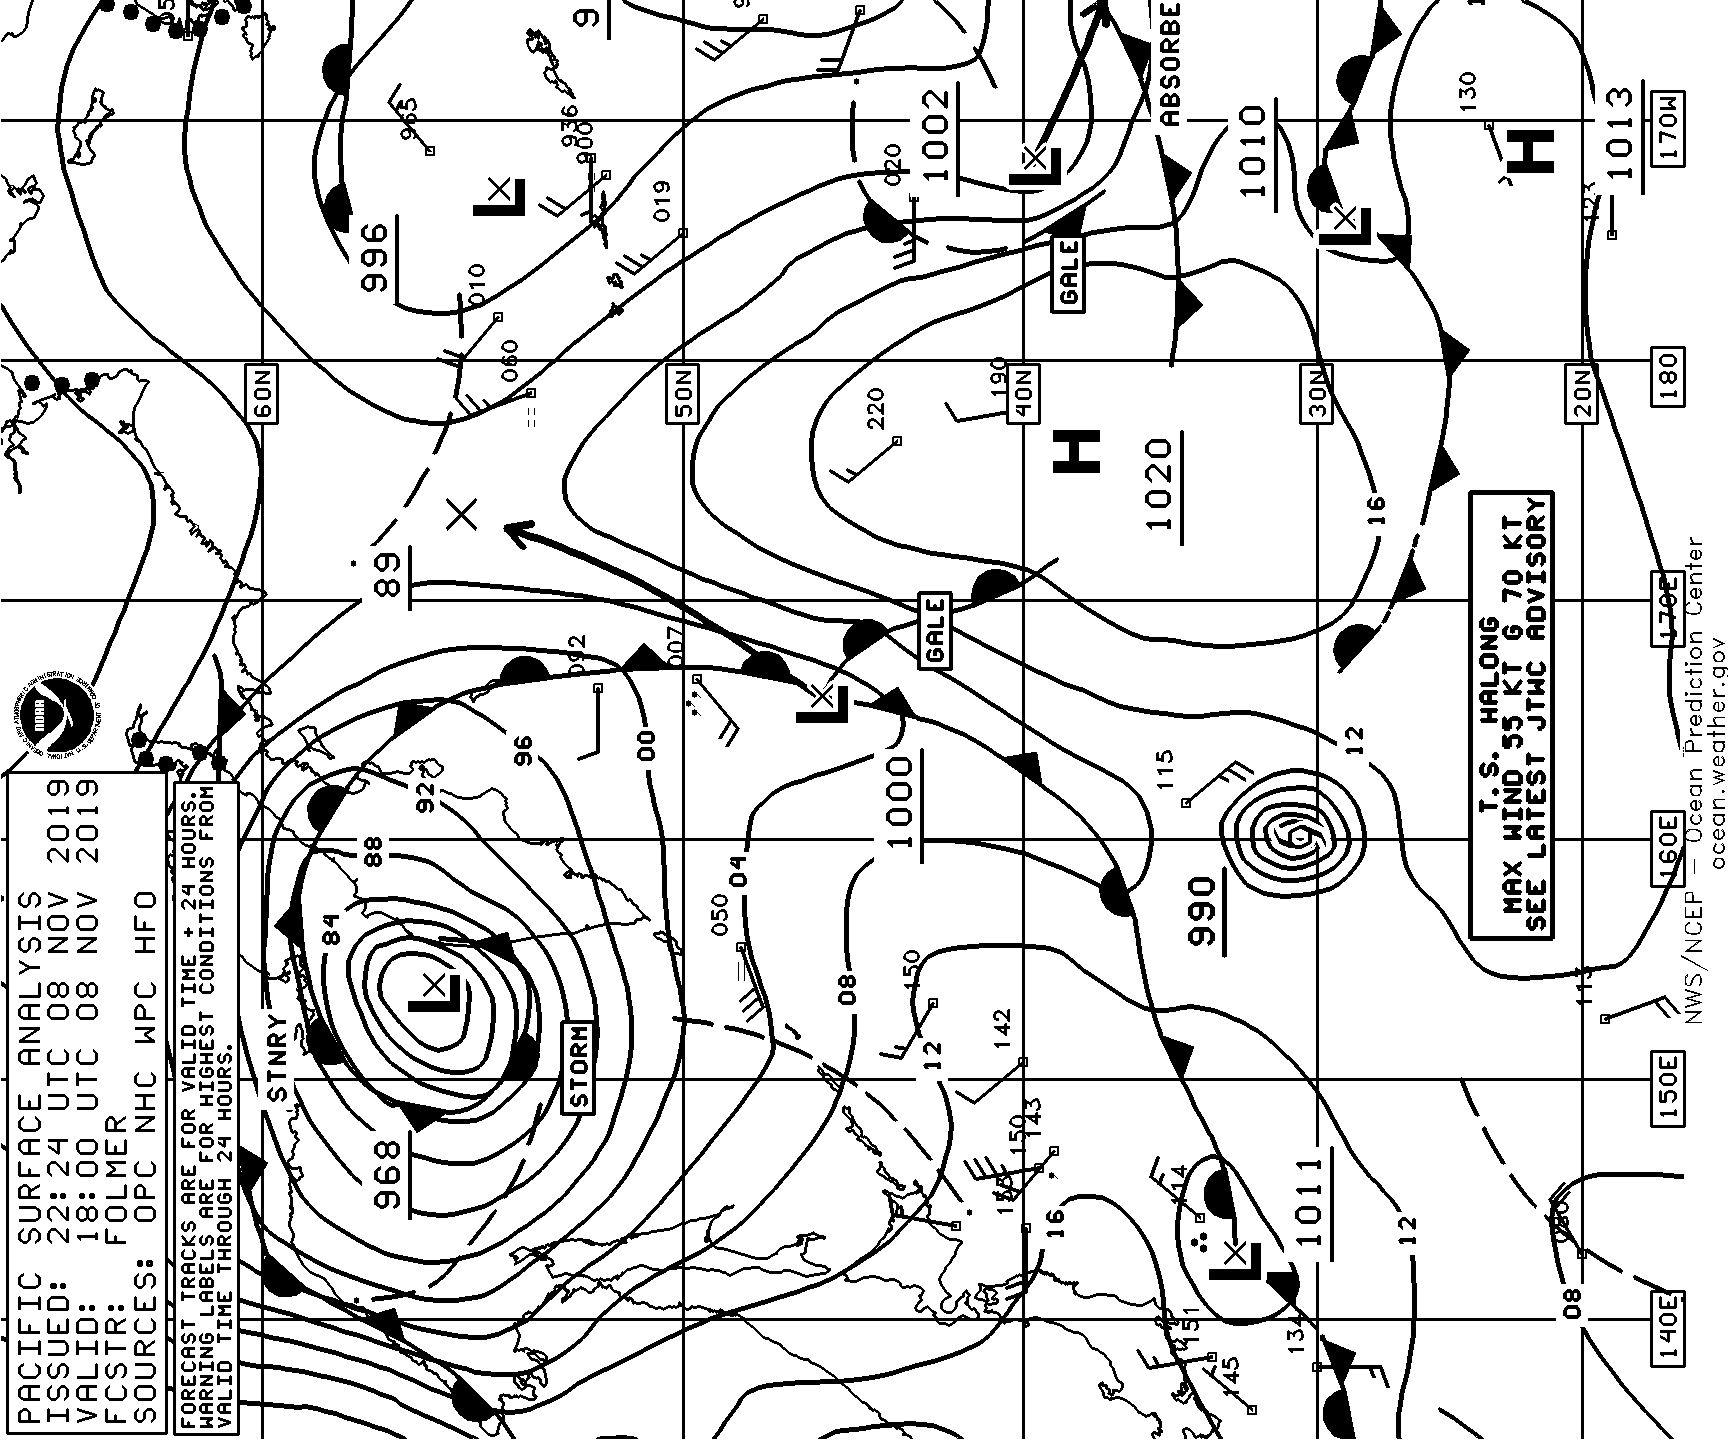 PACIFIC SURFACE ANALYSIS
ISSUED: 22:24 UTC 08 NOV 2019
VALID: 18:00 UTC 08 NOV 2019
FCSTR: FOLMER
SOURCES: OPC NHC WPC HFO
FORECAST TRACKS ARE FOR VALID TIME + 24 HOURS.
WARNING LABELS ARE FOR HIGHEST CONDITIONS FROM
VALID TIME THROUGH 24 HOURS.
STNRY
968
L
STORM
84
88
92
96
00
04
08
12
16
989
L
1000
GALE
996
L
60N
50N
40N
30N
20N
010
060
019
965
936
900
020
1002
L
GALE
ABSORBE
1010
L
H
1013
130
170W
180
170E
160E
150E
140E
220
190
H
1020
16
092
007
115
12
990
T.S. HALONG
MAX WIND 55 KT G 70 KT
SEE LATEST JTWC ADVISORY
050
150
142
150
143
114
L
1011
12
151
145
134
08
NWS/NCEP – Ocean Prediction Center
ocean.weather.gov